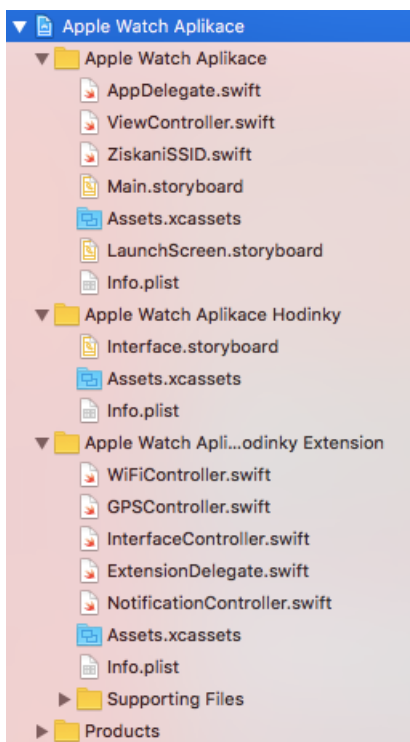 Apple Watch Aplikace
Apple Watch Aplikace
AppDelegate.swift
ViewController.swift
ZiskaniSSID.swift
Main.storyboard
Assets.xcassets
LaunchScreen.storyboard
Info.plist
Apple Watch Aplikace Hodinky
Interface.storyboard
Assets.xcassets
Info.plist
Apple Watch Apli...odinky Extension
WiFiController.swift
GPSController.swift
InterfaceController.swift
ExtensionDelegate.swift
NotificationController.swift
Assets.xcassets
Info.plist
Supporting Files
Products